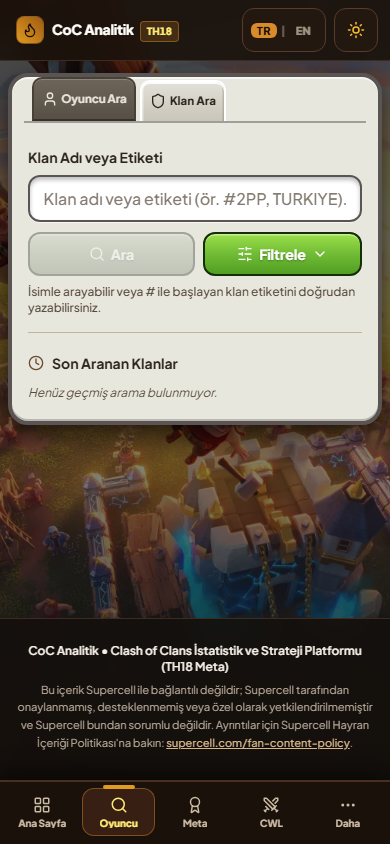 CoC Analitik TH18 TR | EN
Oyuncu Ara Klan Ara
Klan Adı veya Etiketi
Klan adı veya etiketi (ör. #2PP, TURKIYE).
Ara Filtrele
İsimle arayabilir veya # ile başlayan klan etiketini doğrudan
yazabilirsiniz.
Son Aranan Klanlar
Henüz geçmiş arama bulunmuyor.
CoC Analitik • Clash of Clans İstatistik ve Strateji Platformu
(TH18 Meta)
Bu içerik Supercell ile bağlantılı değildir; Supercell tarafından
onaylanmamış, desteklenmemiş veya özel olarak yetkilendirilmemiştir
ve Supercell bundan sorumlu değildir. Ayrıntılar için Supercell Hayran
İçeriği Politikası'na bakın: supercell.com/fan-content-policy.
Ana Sayfa Oyuncu Meta CWL Daha